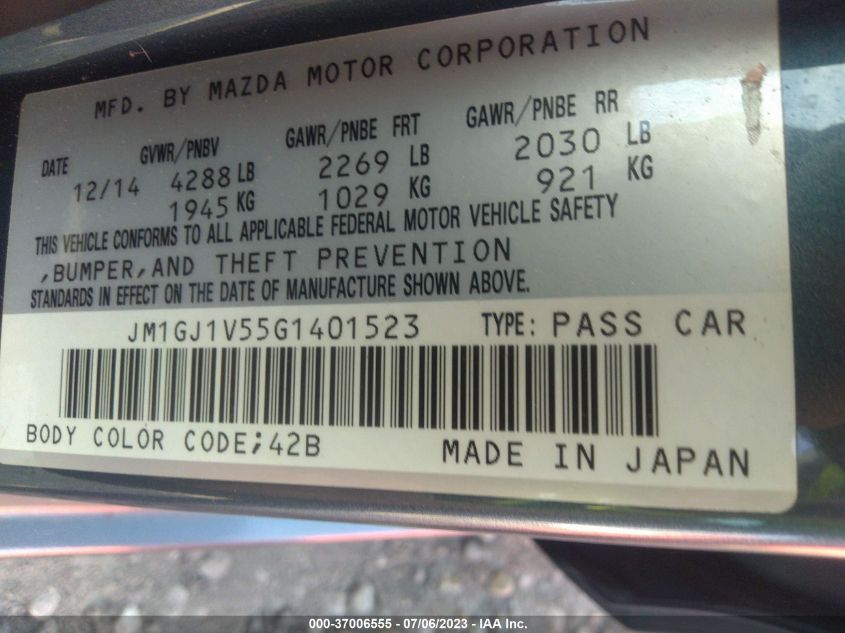 MFD. BY MAZDA MOTOR CORPORATION
DATE GVWR/PNBV GAWR/PNBE FRT GAWR/PNBE RR
12/14 4288 LB 2269 LB 2030 LB
1945 KG 1029 KG 921 KG
THIS VEHICLE CONFORMS TO ALL APPLICABLE FEDERAL MOTOR VEHICLE SAFETY
,BUMPER,AND THEFT PREVENTION
STANDARDS IN EFFECT ON THE DATE OF MANUFACTURE SHOWN ABOVE.
JM1GJ1V55G1401523 TYPE: PASS CAR
BODY COLOR CODE;42B MADE IN JAPAN
000-37006555 - 07/06/2023 - IAA Inc.